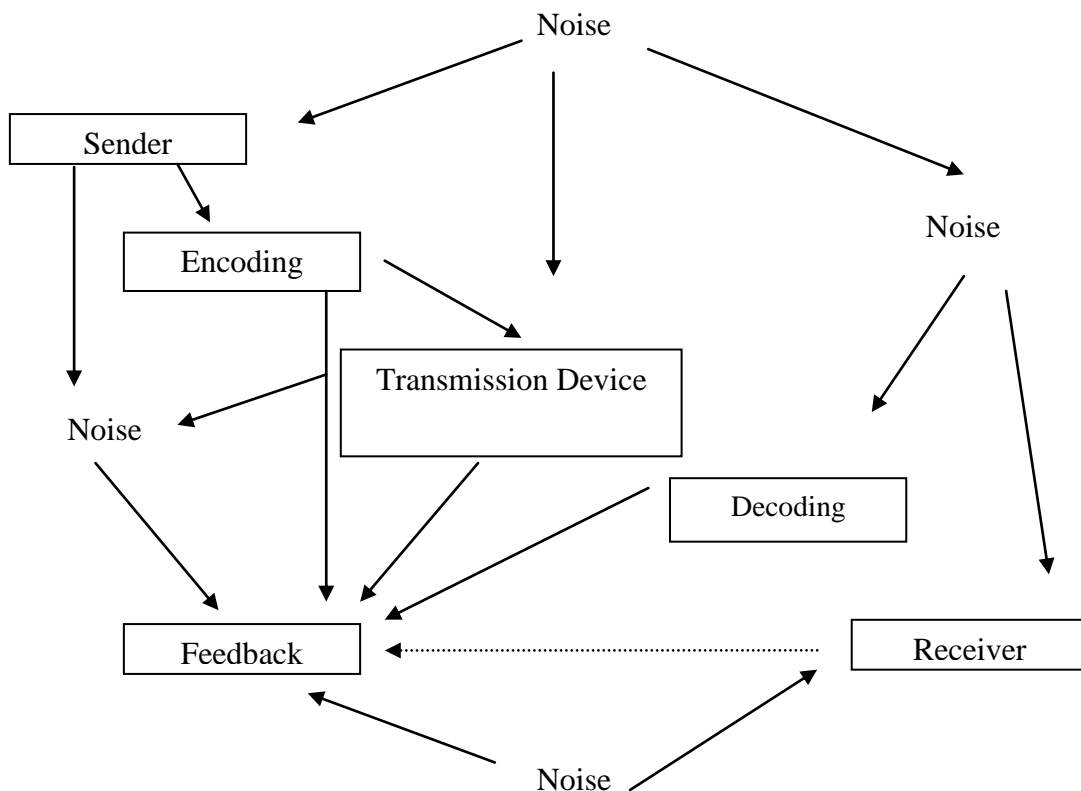 Noise
Sender
Noise
Encoding
Transmission Device
Noise
Decoding
Feedback
Receiver
Noise